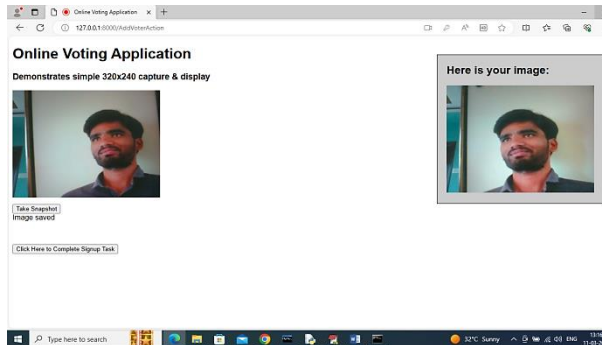 Online Voting Application
127.0.0.1:8000/AddVoterAction
Online Voting Application
Demonstrates simple 320x240 capture & display
Here is your image:
Take Snapshot
Image saved
Click Here to Complete Signup Task
Type here to search
32°C Sunny
ENG